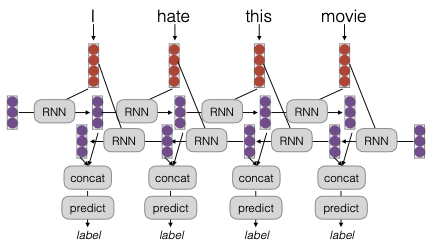 I hate this movie
RNN RNN RNN RNN
RNN RNN RNN RNN
concat concat concat concat
predict predict predict predict
label label label label